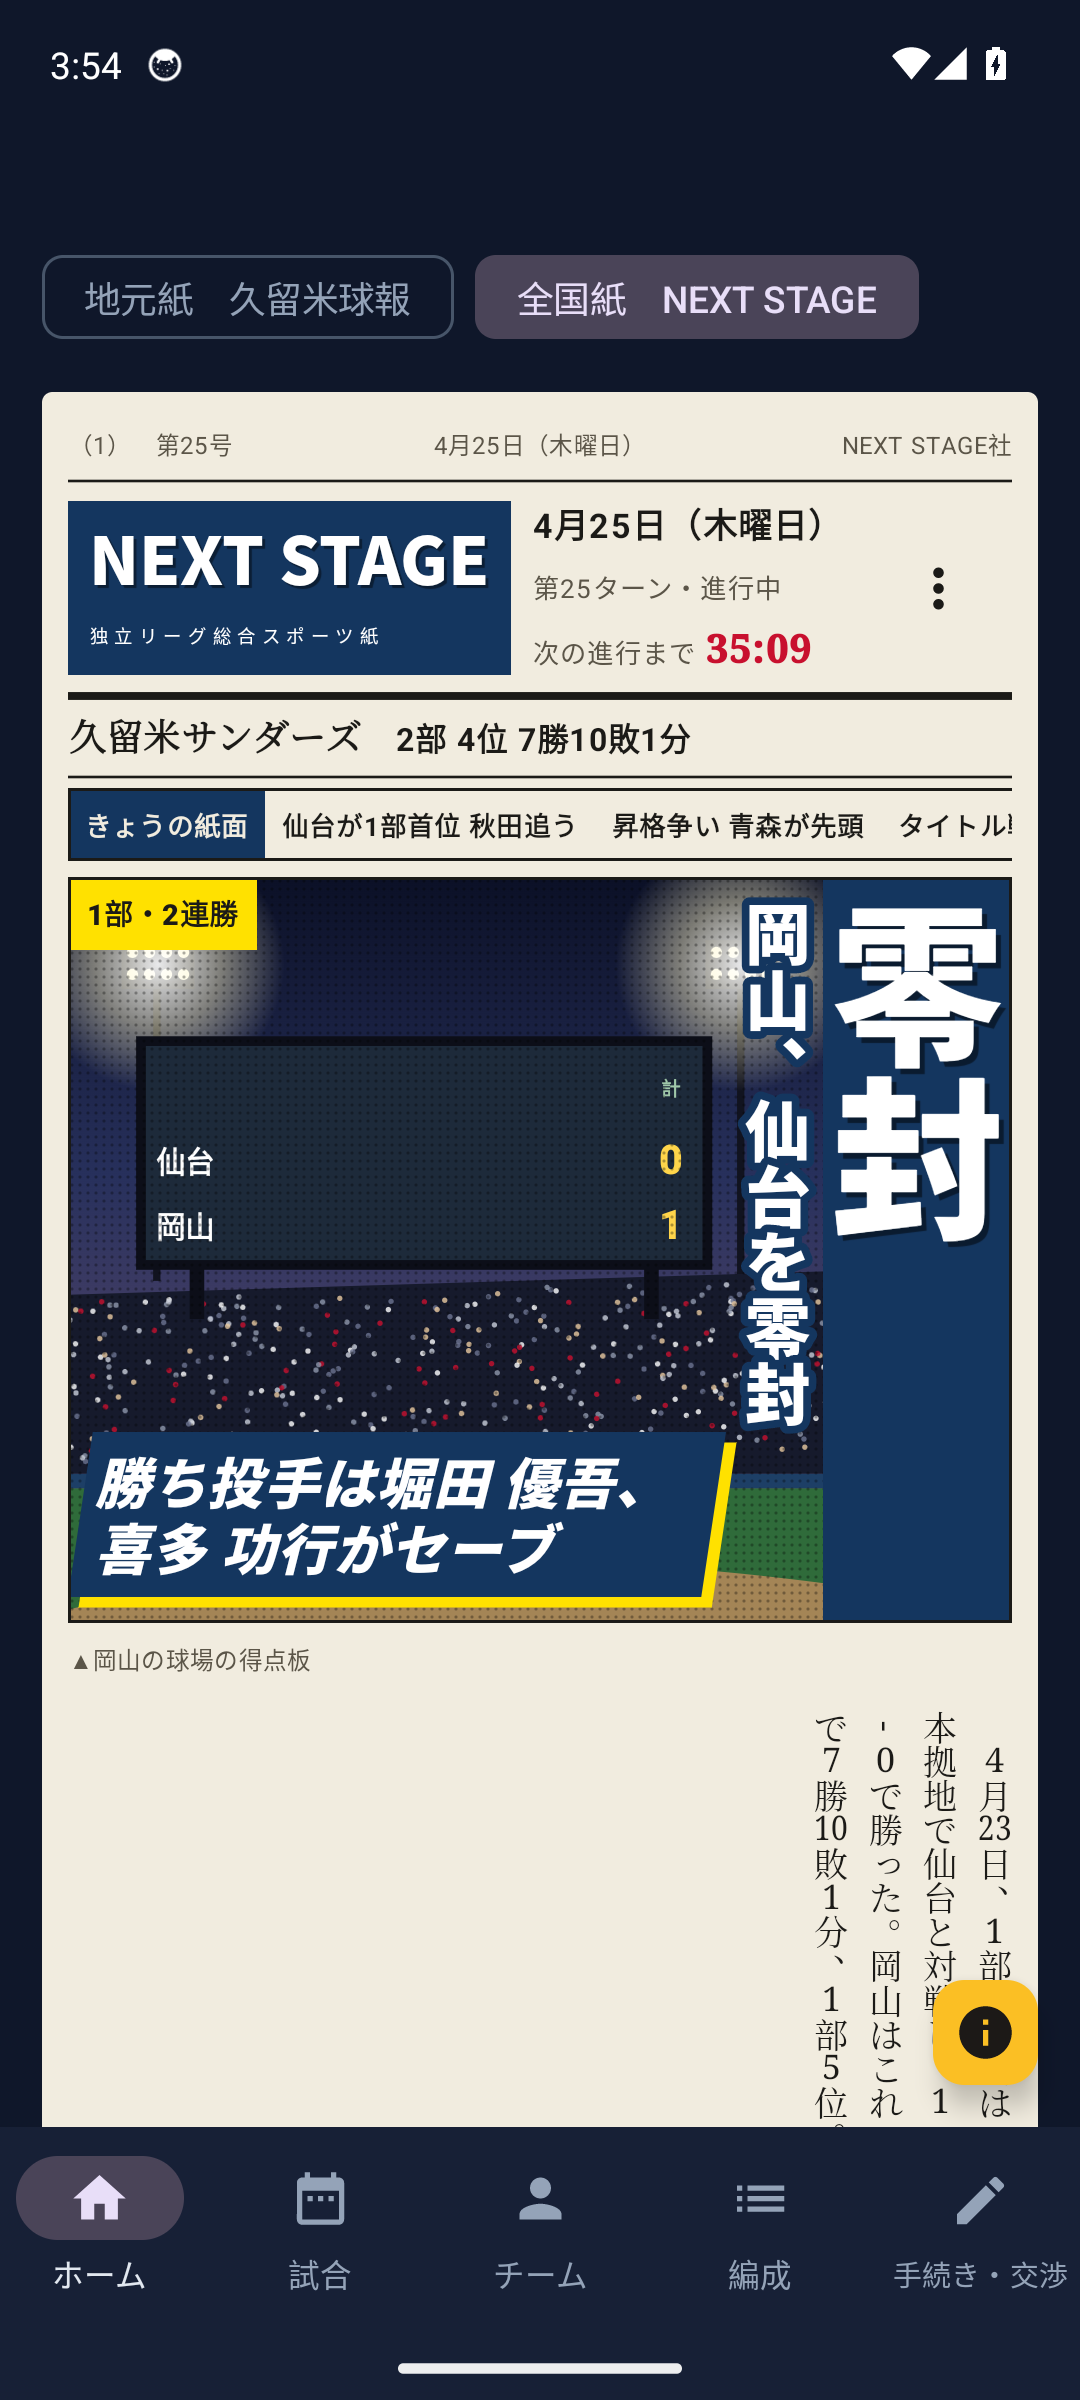 3:54
地元紙　久留米球報
全国紙　NEXT STAGE
（1）　第25号
4月25日（木曜日）
NEXT STAGE社
NEXT STAGE
独立リーグ総合スポーツ紙
4月25日（木曜日）
第25ターン・進行中
次の進行まで 35:09
久留米サンダーズ　2部 4位 7勝10敗1分
きょうの紙面
仙台が1部首位 秋田追う
昇格争い 青森が先頭
タイトル
1部・2連勝
零封
岡山、仙台を零封
計
仙台 0
岡山 1
勝ち投手は堀田 優吾、
喜多 功行がセーブ
▲岡山の球場の得点板
4月23日、1部
は
本拠地で仙台と対戦
1
-0で勝った。岡山はこれ
で7勝10敗1分、1部5位。
ホーム
試合
チーム
編成
手続き・交渉